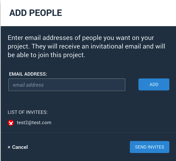 ADD PEOPLE
Enter email addresses of people you want on your
project. They will receive an invitational email and will
be able to join this project.
EMAIL ADDRESS:
email address
ADD
LIST OF INVITEES:
test2@test.com
× Cancel
SEND INVITES